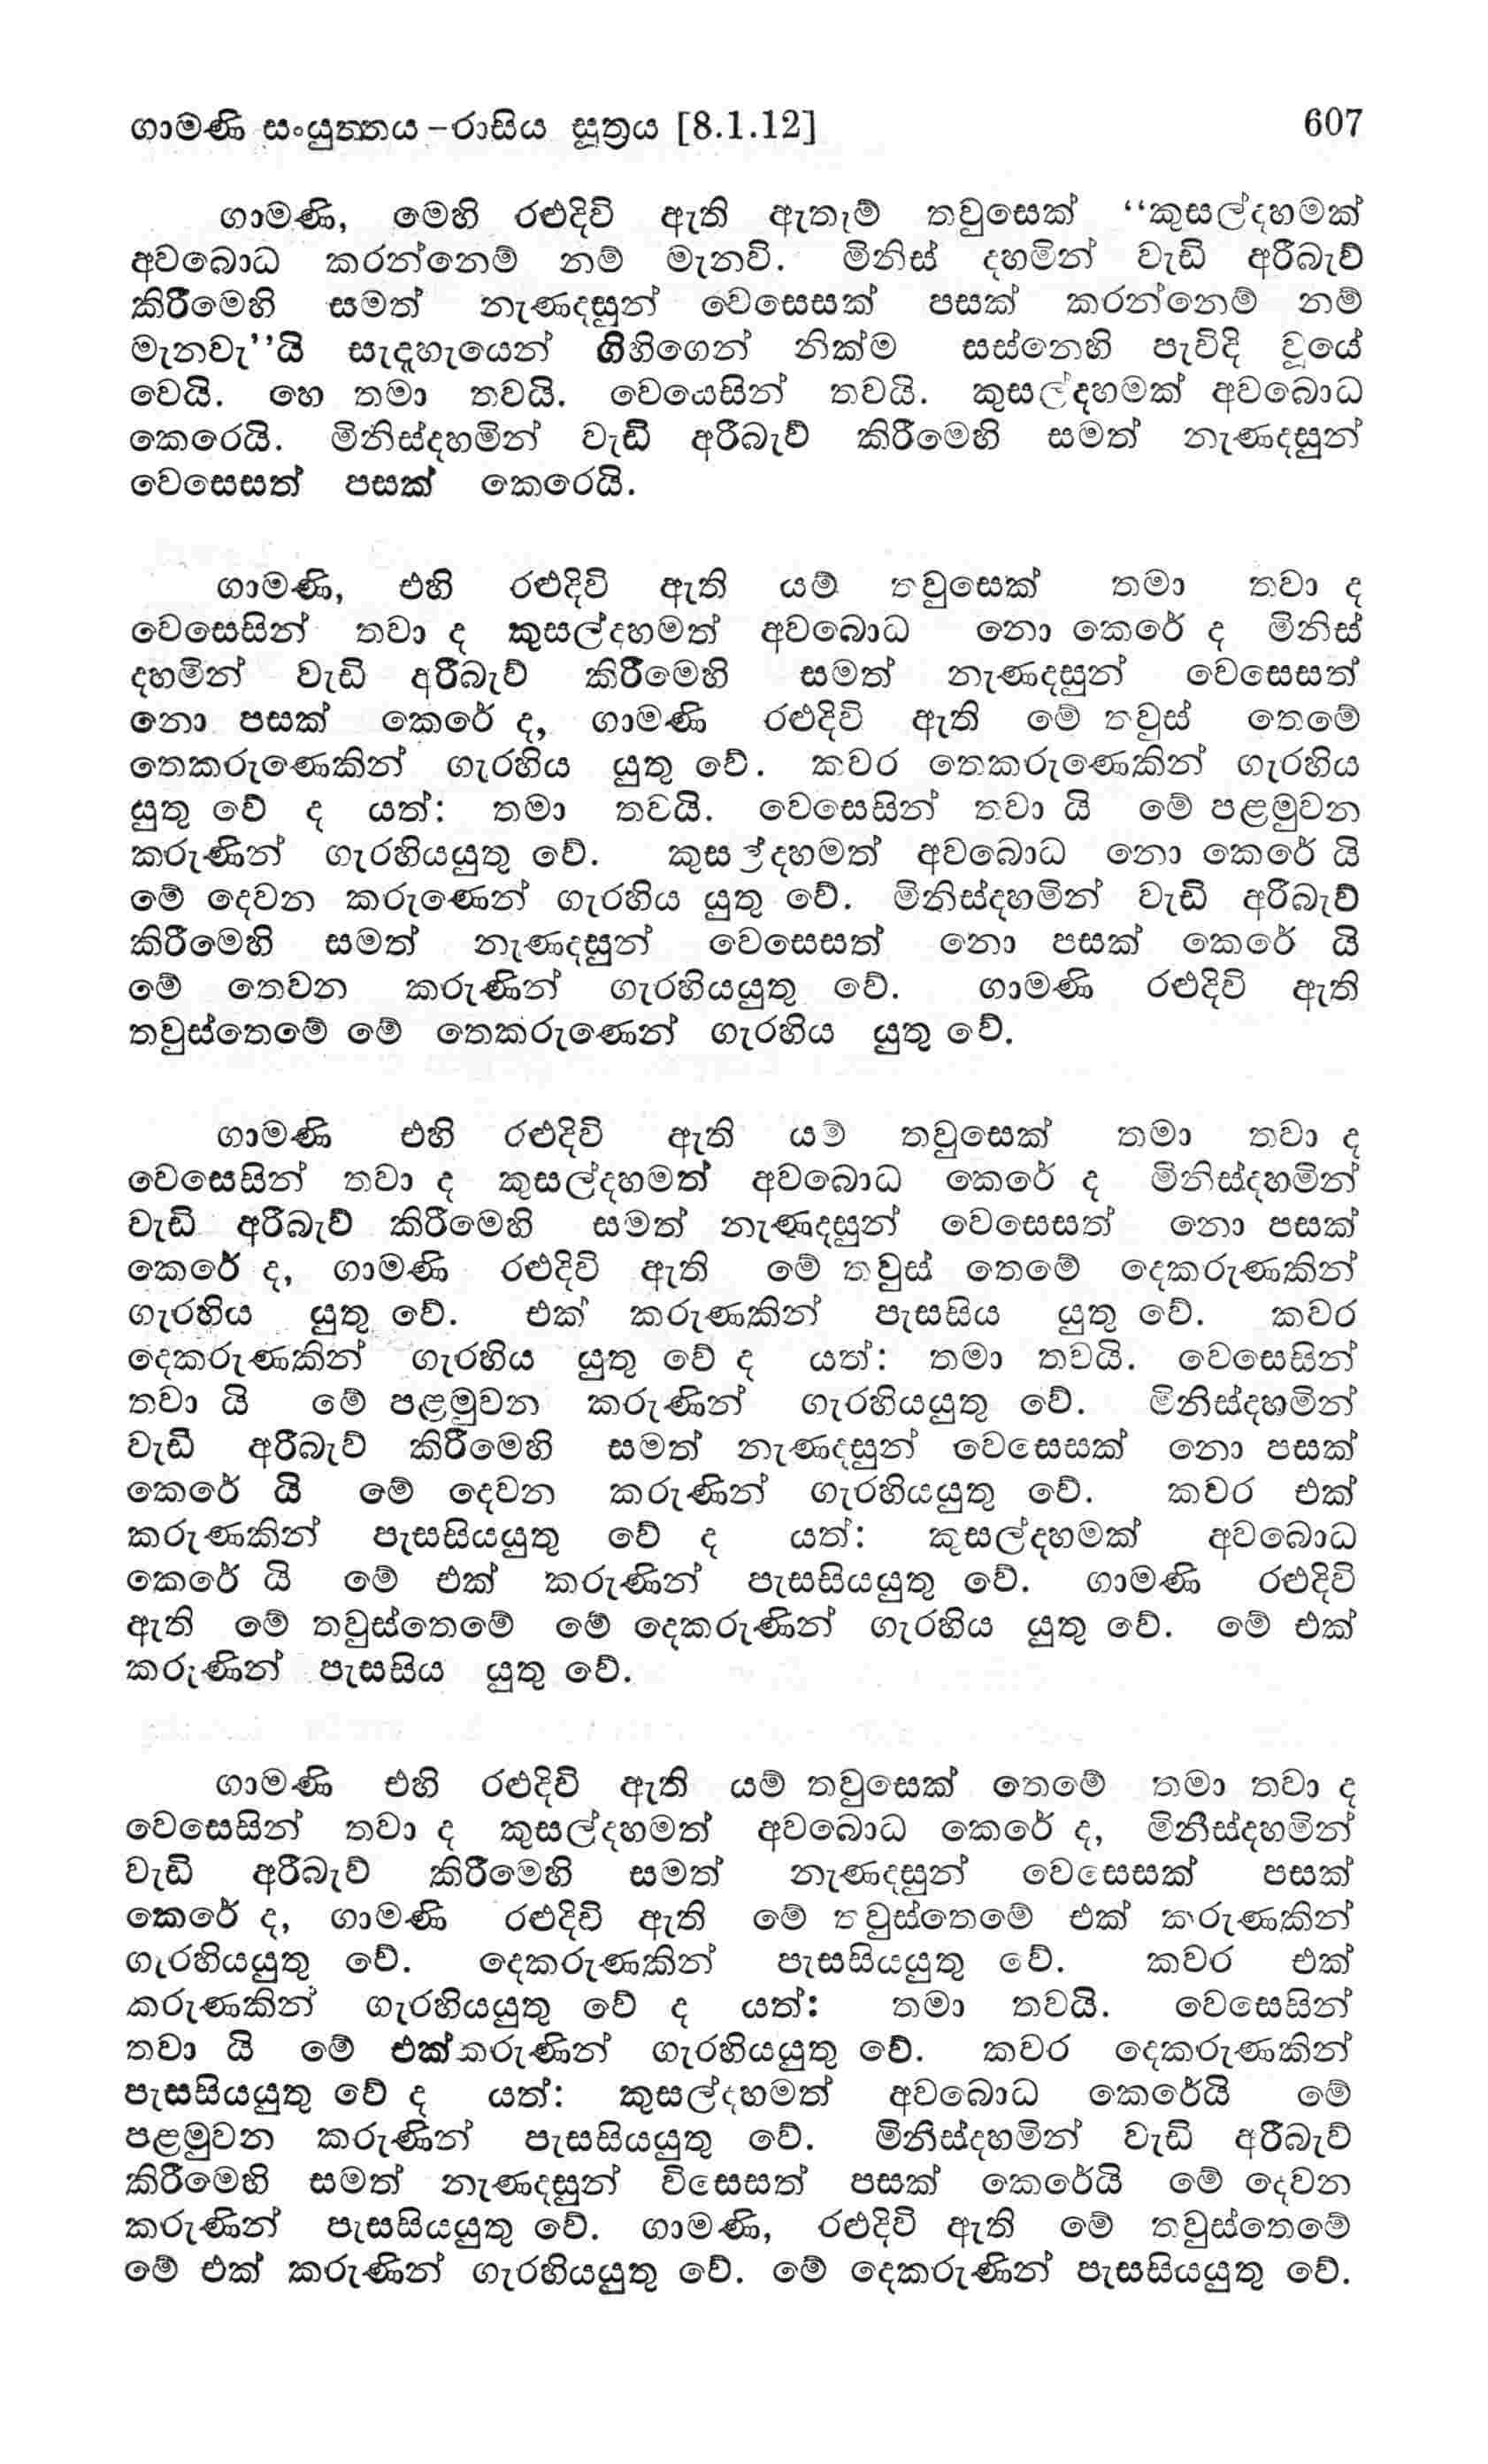 ගාමණි සංයුත්තය -රාසිය සූත්‍රය [8.1.12] 607
ගාමණි, මෙහි රළුදිවි ඇති ඇතැම් තවුසෙක් ‘‘කුසල්දහමක්
අවබොධ කරන්නෙම් නම් මැනවි. මිනිස් දහමින් වැඩි අරීබැව්
කිරීමෙහි සමත් නැණදසුන් වෙසෙසක් පසක් කරන්නෙම් නම්
මැනවැ’’යි සැදැහැයෙන් ගිහිගෙන් නික්ම සස්නෙහි පැවිදි වූයේ
වෙයි. හෙ තමා තවයි. වෙයෙසින් තවයි. කුසල්දහමක් අවබොධ
කෙරෙයි. මිනිස්දහමින් වැඩි අරීබැව් කිරීමෙහි සමත් නැණදසුන්
වෙසෙසත් පසක් කෙරෙයි.
ගාමණි, එහි රළුදිවි ඇති යම් තවුසෙක් තමා තවා ද
වෙසෙසින් තවා ද කුසල්දහමත් අවබොධ නො කෙරේ ද මිනිස්
දහමින් වැඩි අරීබැව් කිරීමෙහි සමත් නැණදසුන් වෙසෙසත්
නො පසක් කෙරේ ද, ගාමණි රළුදිවි ඇති මේ තවුස් තෙමේ
තෙකරුණෙකින් ගැරහිය යුතු වේ. කවර තෙකරුණෙකින් ගැරහිය
යුතු වේ ද යත්: තමා තවයි. වෙසෙසින් තවා යි මේ පළමුවන
කරුණින් ගැරහියයුතු වේ. කුසල්දහමත් අවබොධ නො කෙරේ යි
මේ දෙවන කරුණෙන් ගැරහිය යුතු වේ. මිනිස්දහමින් වැඩි අරීබැව්
කිරීමෙහි සමත් නැණදසුන් වෙසෙසත් නො පසක් කෙරේ යි
මේ තෙවන කරුණින් ගැරහියයුතු වේ. ගාමණි රළුදිවි ඇති
තවුස්තෙමේ මේ තෙකරුණෙන් ගැරහිය යුතු වේ.
ගාමණි එහි රළුදිවි ඇති යම් තවුසෙක් තමා තවා ද
වෙසෙසින් තවා ද කුසල්දහමත් අවබොධ කෙරේ ද මිනිස්දහමින්
වැඩි අරීබැව් කිරීමෙහි සමත් නැණදසුන් වෙසෙසත් නො පසක්
කෙරේ ද, ගාමණි රළුදිවි ඇති මේ තවුස් තෙමේ දෙකරුණකින්
ගැරහිය යුතු වේ. එක් කරුණකින් පැසසිය යුතු වේ. කවර
දෙකරුණකින් ගැරහිය යුතු වේ ද යත්: තමා තවයි. වෙසෙසින්
තවා යි මේ පළමුවන කරුණින් ගැරහියයුතු වේ. මිනිස්දහමින්
වැඩි අරීබැව් කිරීමෙහි සමත් නැණදසුන් වෙසෙසක් නො පසක්
කෙරේ යි මේ දෙවන කරුණින් ගැරහියයුතු වේ. කවර එක්
කරුණකින් පැසසියයුතු වේ ද යත්: කුසල්දහමක් අවබොධ
කෙරේ යි මේ එක් කරුණින් පැසසියයුතු වේ. ගාමණි රළුදිවි
ඇති මේ තවුස්තෙමේ මේ දෙකරුණින් ගැරහිය යුතු වේ. මේ එක්
කරුණින් පැසසිය යුතු වේ.
ගාමණි එහි රළුදිවි ඇති යම් තවුසෙක් තෙමේ තමා තවා ද
වෙසෙසින් තවා ද කුසල්දහමත් අවබොධ කෙරේ ද, මිනිස්දහමින්
වැඩි අරීබැව් කිරීමෙහි සමත් නැණදසුන් වෙසෙසක් පසක්
කෙරේ ද, ගාමණි රළුදිවි ඇති මේ තවුස්තෙමේ එක් කරුණකින්
ගැරහියයුතු වේ. දෙකරුණකින් පැසසියයුතු වේ. කවර එක්
කරුණකින් ගැරහියයුතු වේ ද යත්: තමා තවයි. වෙසෙසින්
තවා යි මේ එක්කරුණින් ගැරහියයුතු වේ. කවර දෙකරුණකින්
පැසසියයුතු වේ ද යත්: කුසල්දහමත් අවබොධ කෙරේයි මේ
පළමුවන කරුණින් පැසසියයුතු වේ. මිනිස්දහමින් වැඩි අරීබැව්
කිරීමෙහි සමත් නැණදසුන් විසෙසත් පසක් කෙරේයි මේ දෙවන
කරුණින් පැසසියයුතු වේ. ගාමණි, රළුදිවි ඇති මේ තවුස්තෙමේ
මේ එක් කරුණින් ගැරහියයුතු වේ. මේ දෙකරුණින් පැසසියයුතු වේ.